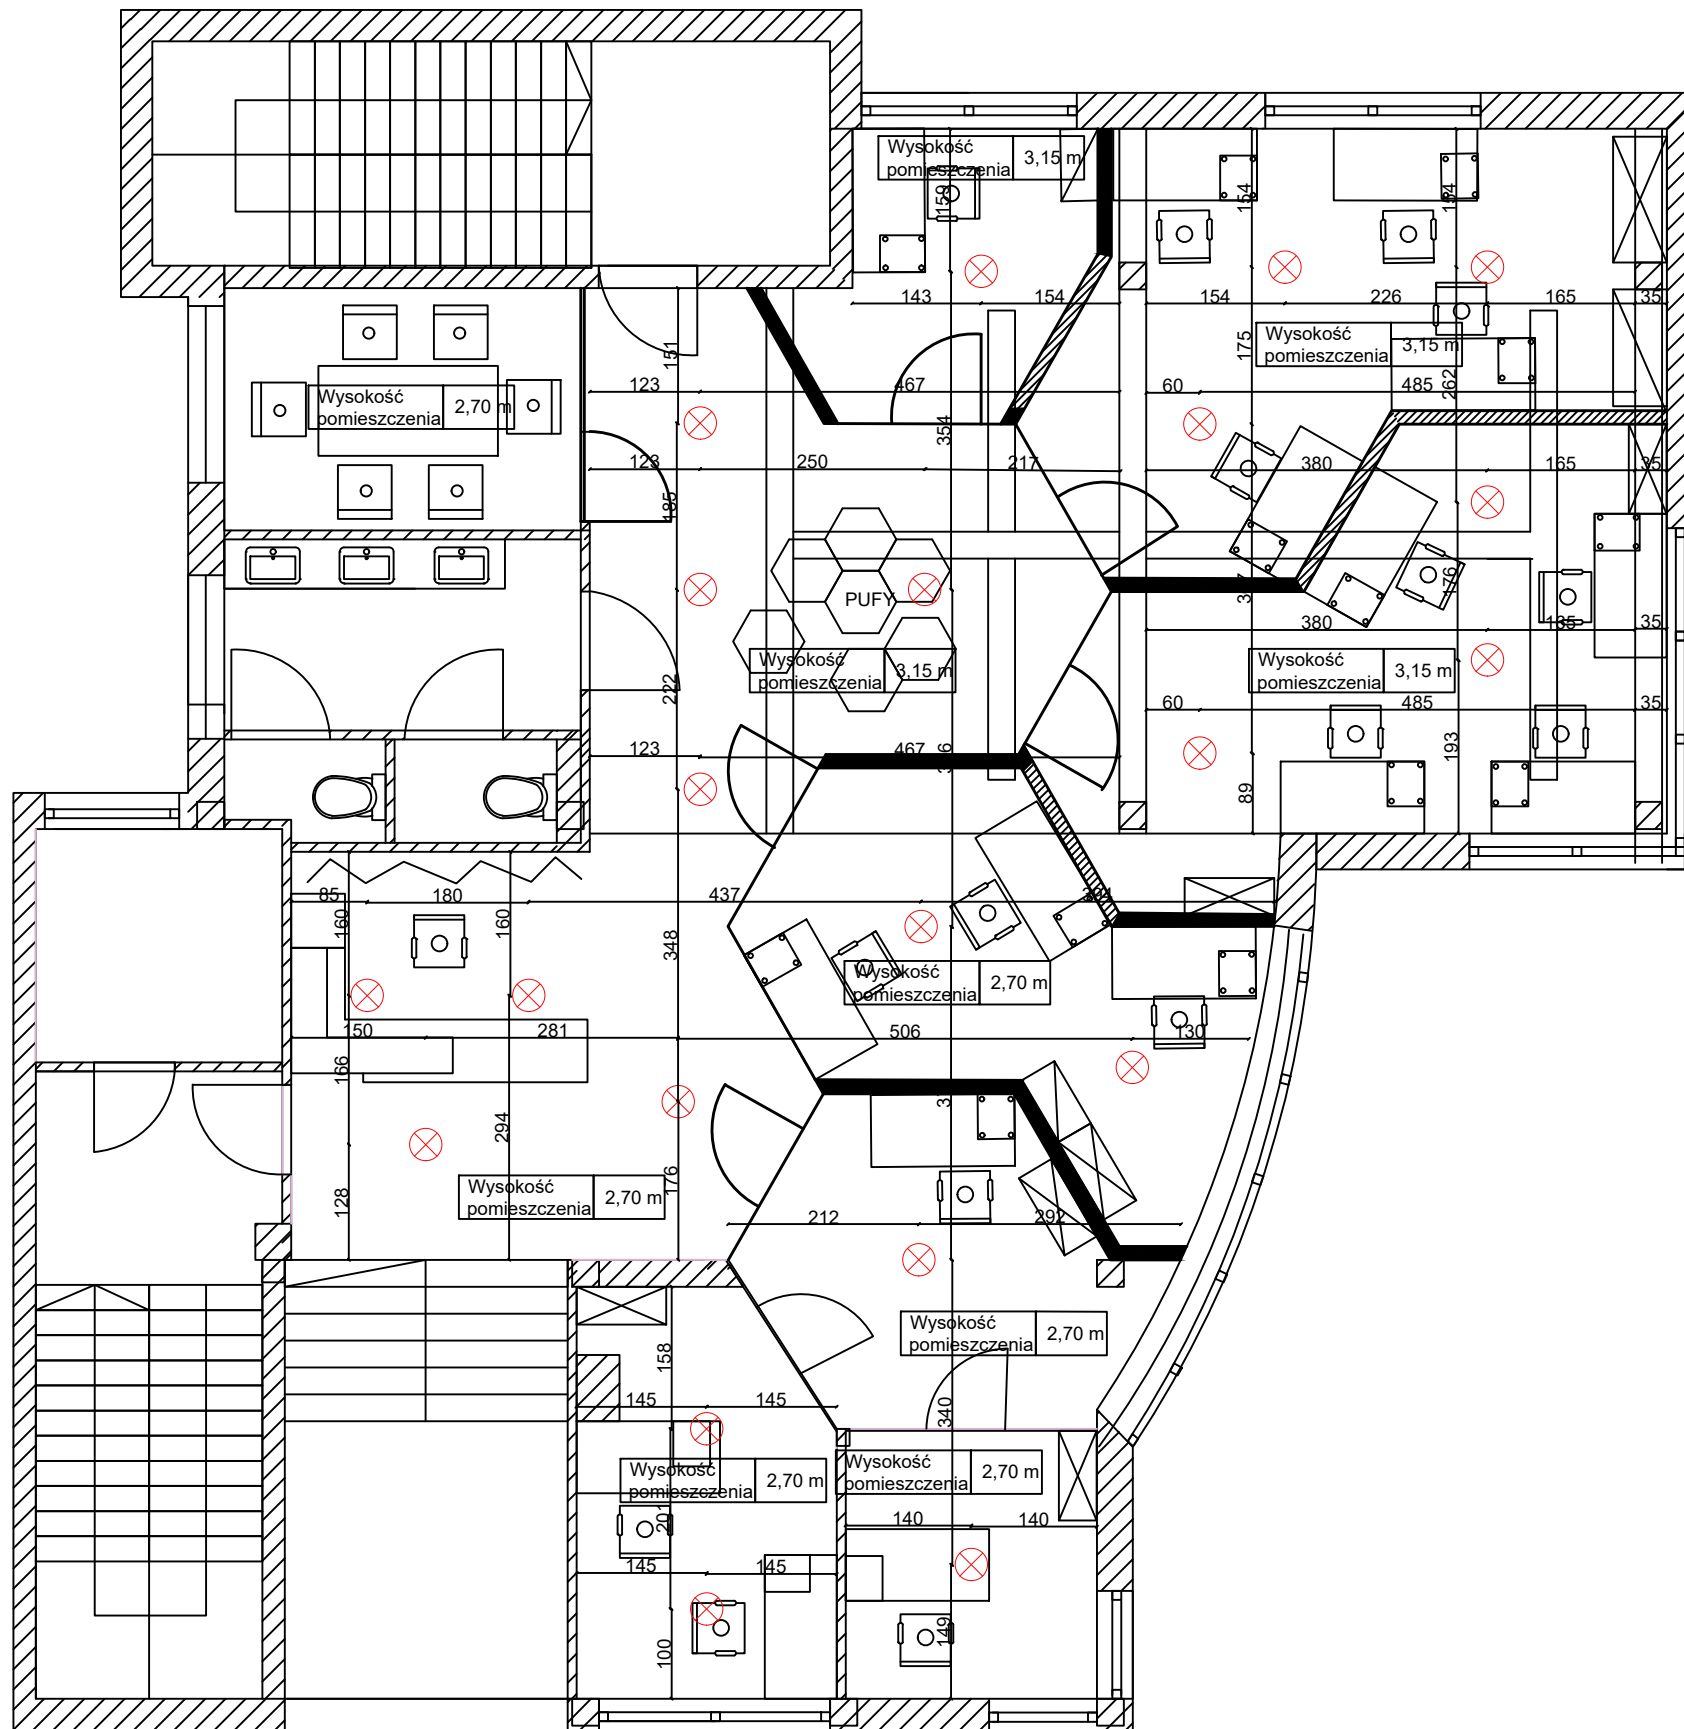 Wysokość
pomieszczenia
3,15 m
159
154
154
143
154
154
226
165
35
Wysokość
pomieszczenia
3,15 m
175
262
151
123
467
60
485
Wysokość
pomieszczenia
2,70 m
354
123
250
217
380
165
35
185
176
PUFY
380
135
35
Wysokość
pomieszczenia
3,15 m
Wysokość
pomieszczenia
3,15 m
222
60
485
35
123
467
193
89
85
180
437
160
160
348
Wysokość
pomieszczenia
2,70 m
150
281
506
130
166
294
176
128
Wysokość
pomieszczenia
2,70 m
212
292
Wysokość
pomieszczenia
2,70 m
158
145
145
340
Wysokość
pomieszczenia
2,70 m
Wysokość
pomieszczenia
2,70 m
201
140
140
145
145
149
100